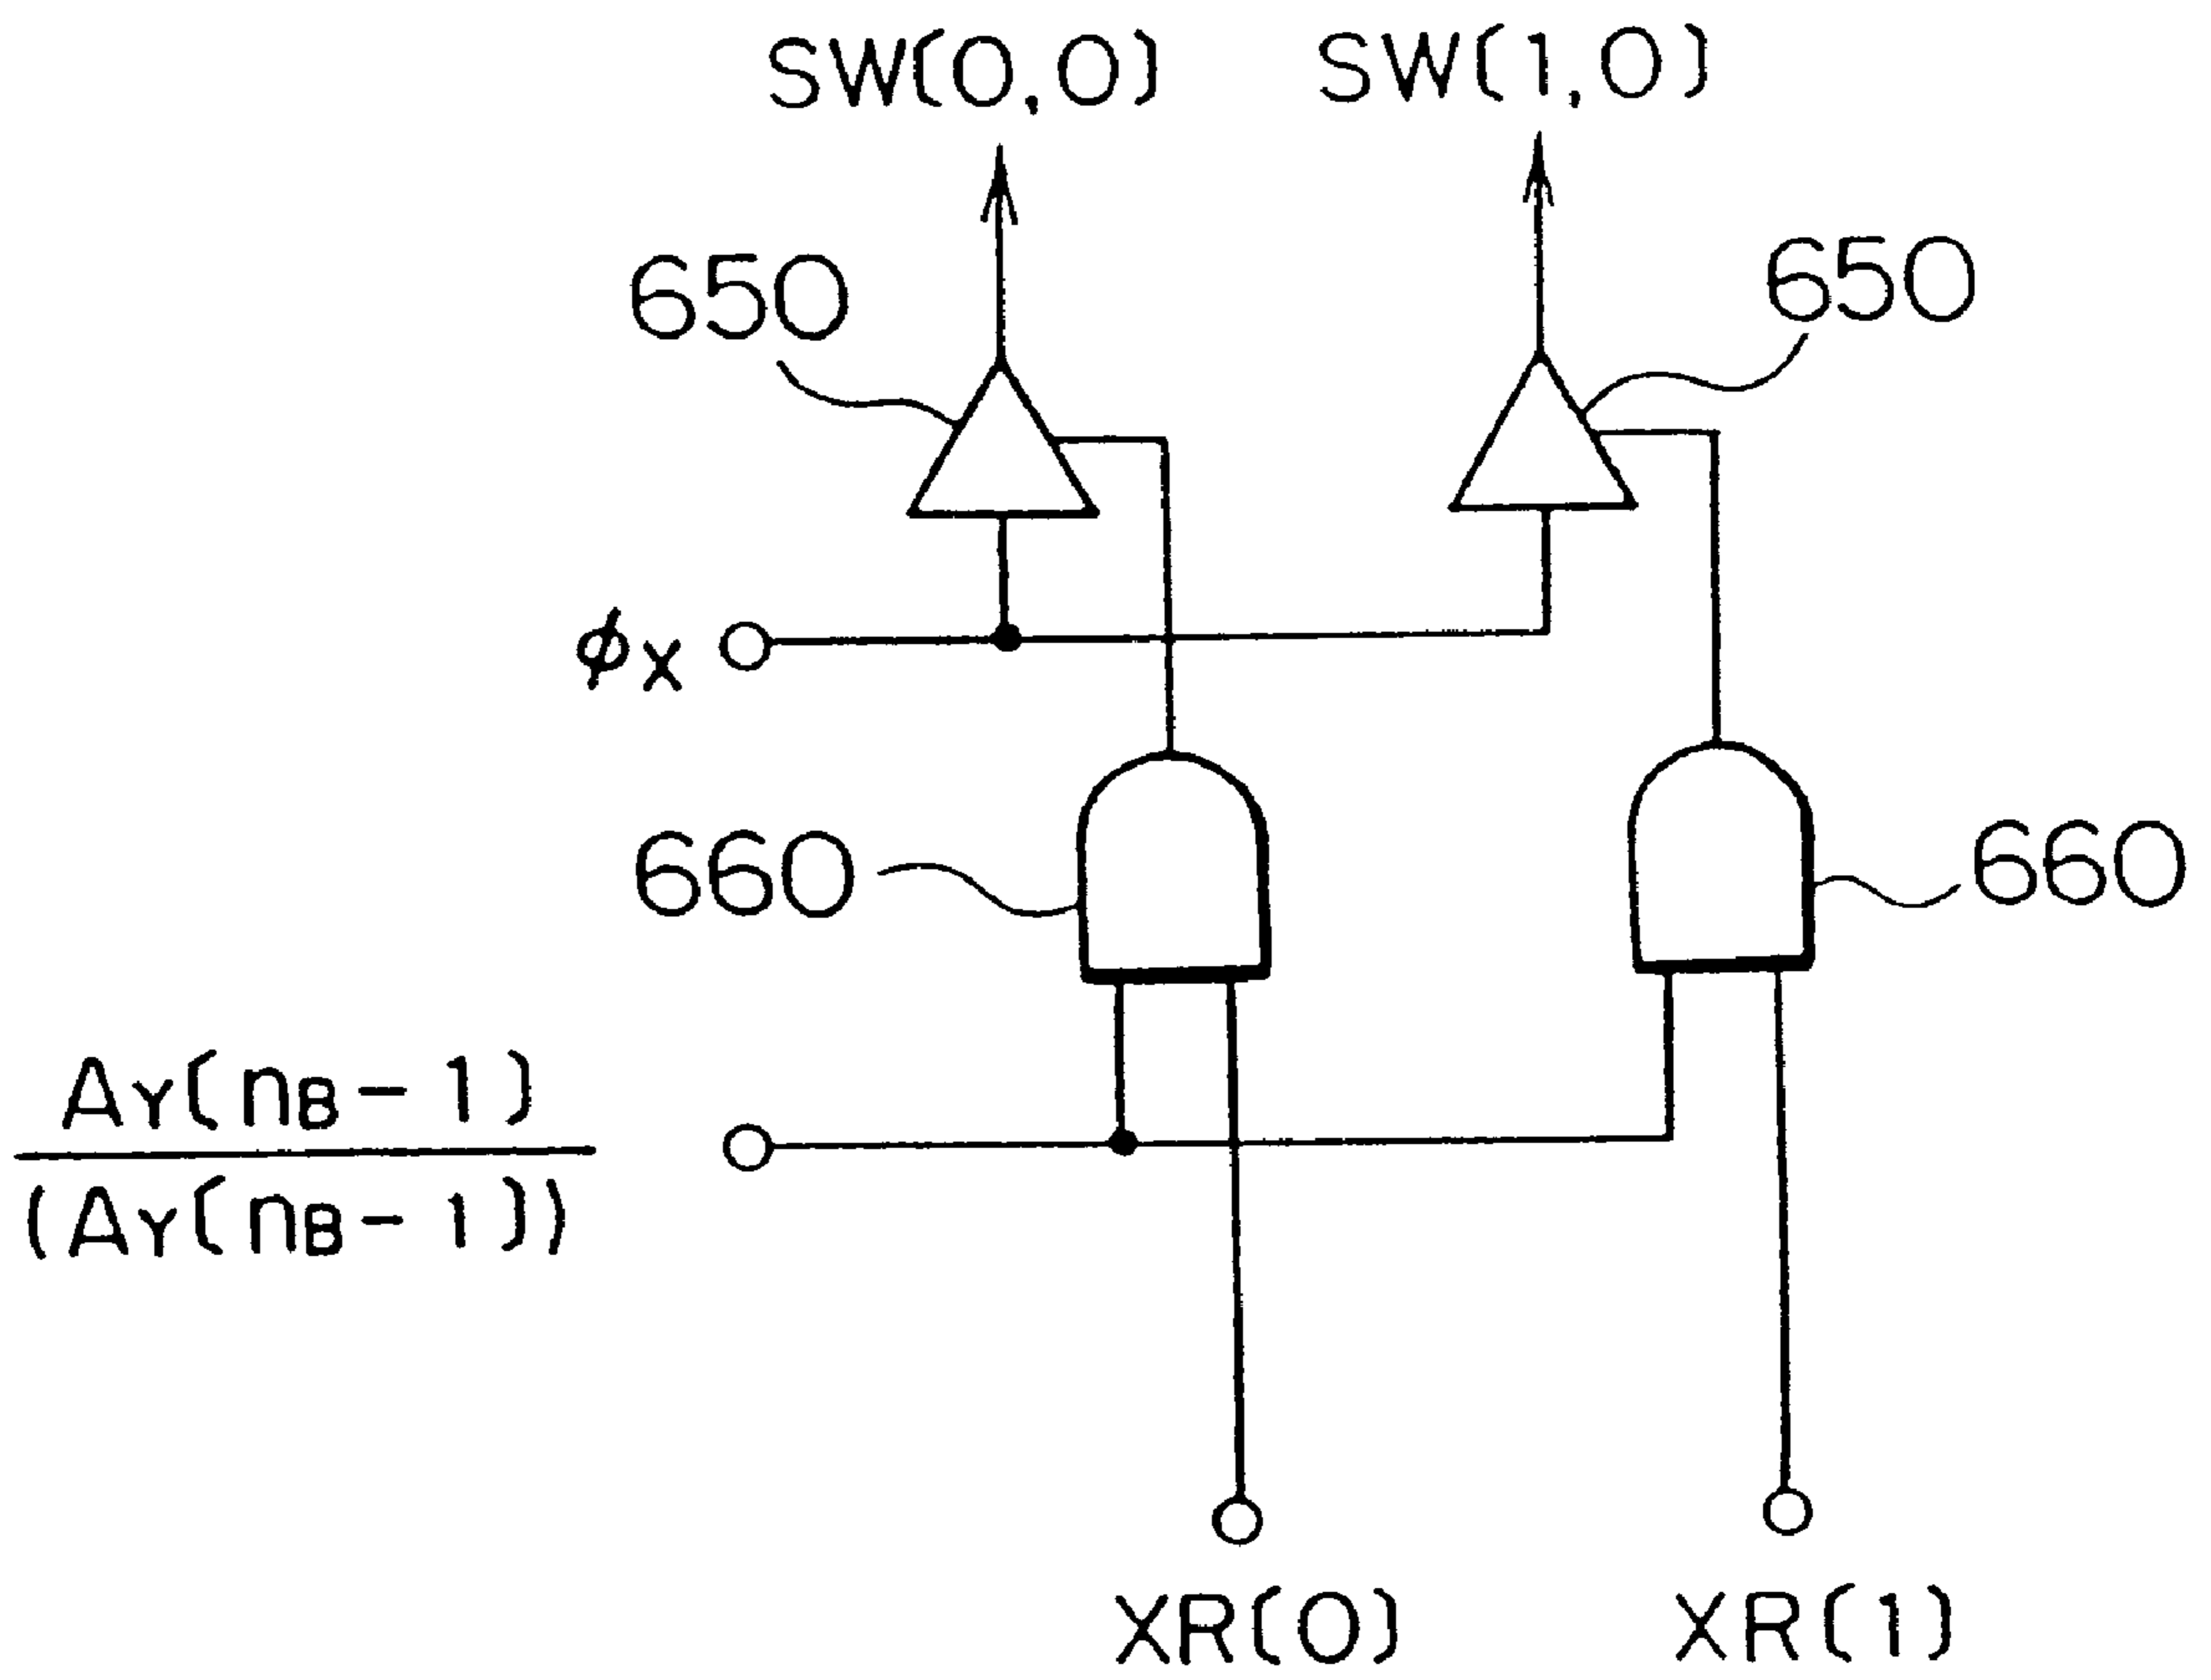 SW(0,0) SW(1,0)
650 650
ϕX
660 660
AY(nB-1)
(AY(nB-1))
XR(0) XR(1)